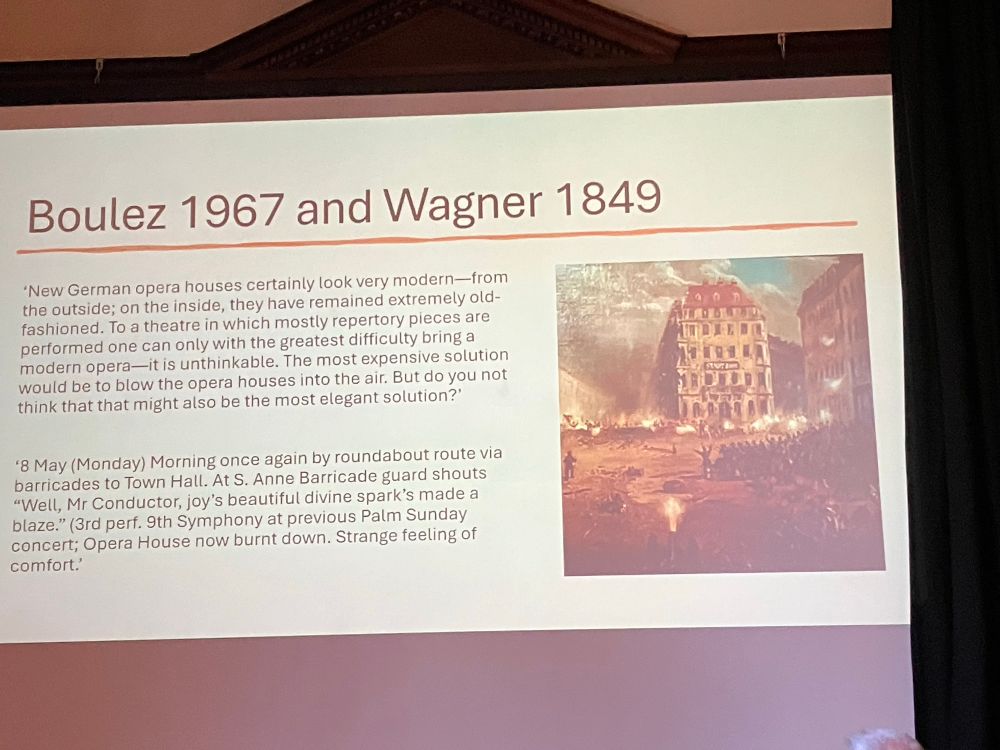 Boulez 1967 and Wagner 1849
‘New German opera houses certainly look very modern—from
the outside; on the inside, they have remained extremely old-
fashioned. To a theatre in which mostly repertory pieces are
performed one can only with the greatest difficulty bring a
modern opera—it is unthinkable. The most expensive solution
would be to blow the opera houses into the air. But do you not
think that that might also be the most elegant solution?’
‘8 May (Monday) Morning once again by roundabout route via
barricades to Town Hall. At S. Anne Barricade guard shouts
“Well, Mr Conductor, joy’s beautiful divine spark’s made a
blaze.” (3rd perf. 9th Symphony at previous Palm Sunday
concert; Opera House now burnt down. Strange feeling of
comfort.’